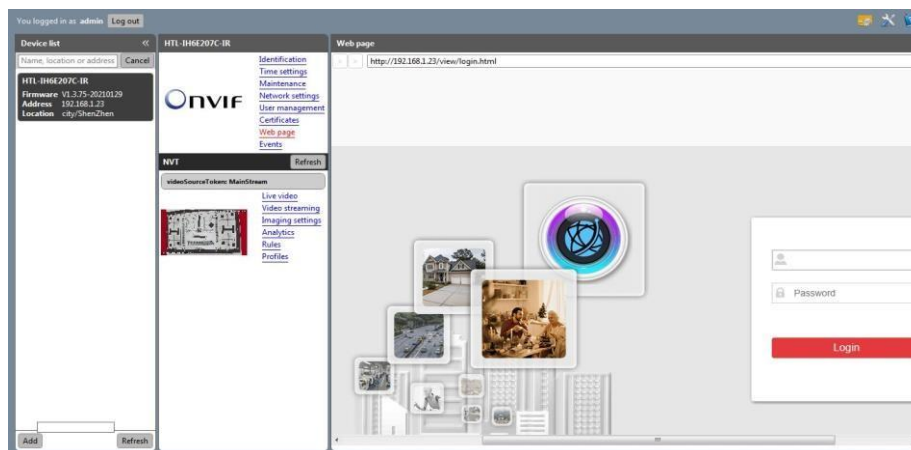 You logged in as admin Log out
Device list «
Name, location or address Cancel
HTL-IH6E207C-IR
Firmware V1.3.75-20210129
Address 192.168.1.23
Location city/ShenZhen
Add Refresh
HTL-IH6E207C-IR
ONVIF
Identification
Time settings
Maintenance
Network settings
User management
Certificates
Web page
Events
NVT Refresh
videoSourceToken: MainStream
Live video
Video streaming
Imaging settings
Analytics
Rules
Profiles
Web page
http://192.168.1.23/view/login.html
Password
Login